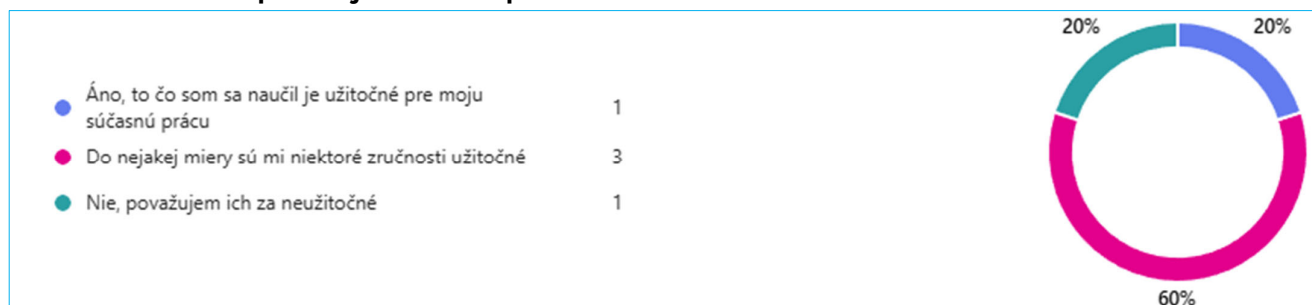 20%
20%
Áno, to čo som sa naučil je užitočné pre moju
súčasnú prácu
1
Do nejakej miery sú mi niektoré zručnosti užitočné
3
Nie, považujem ich za neužitočné
1
60%